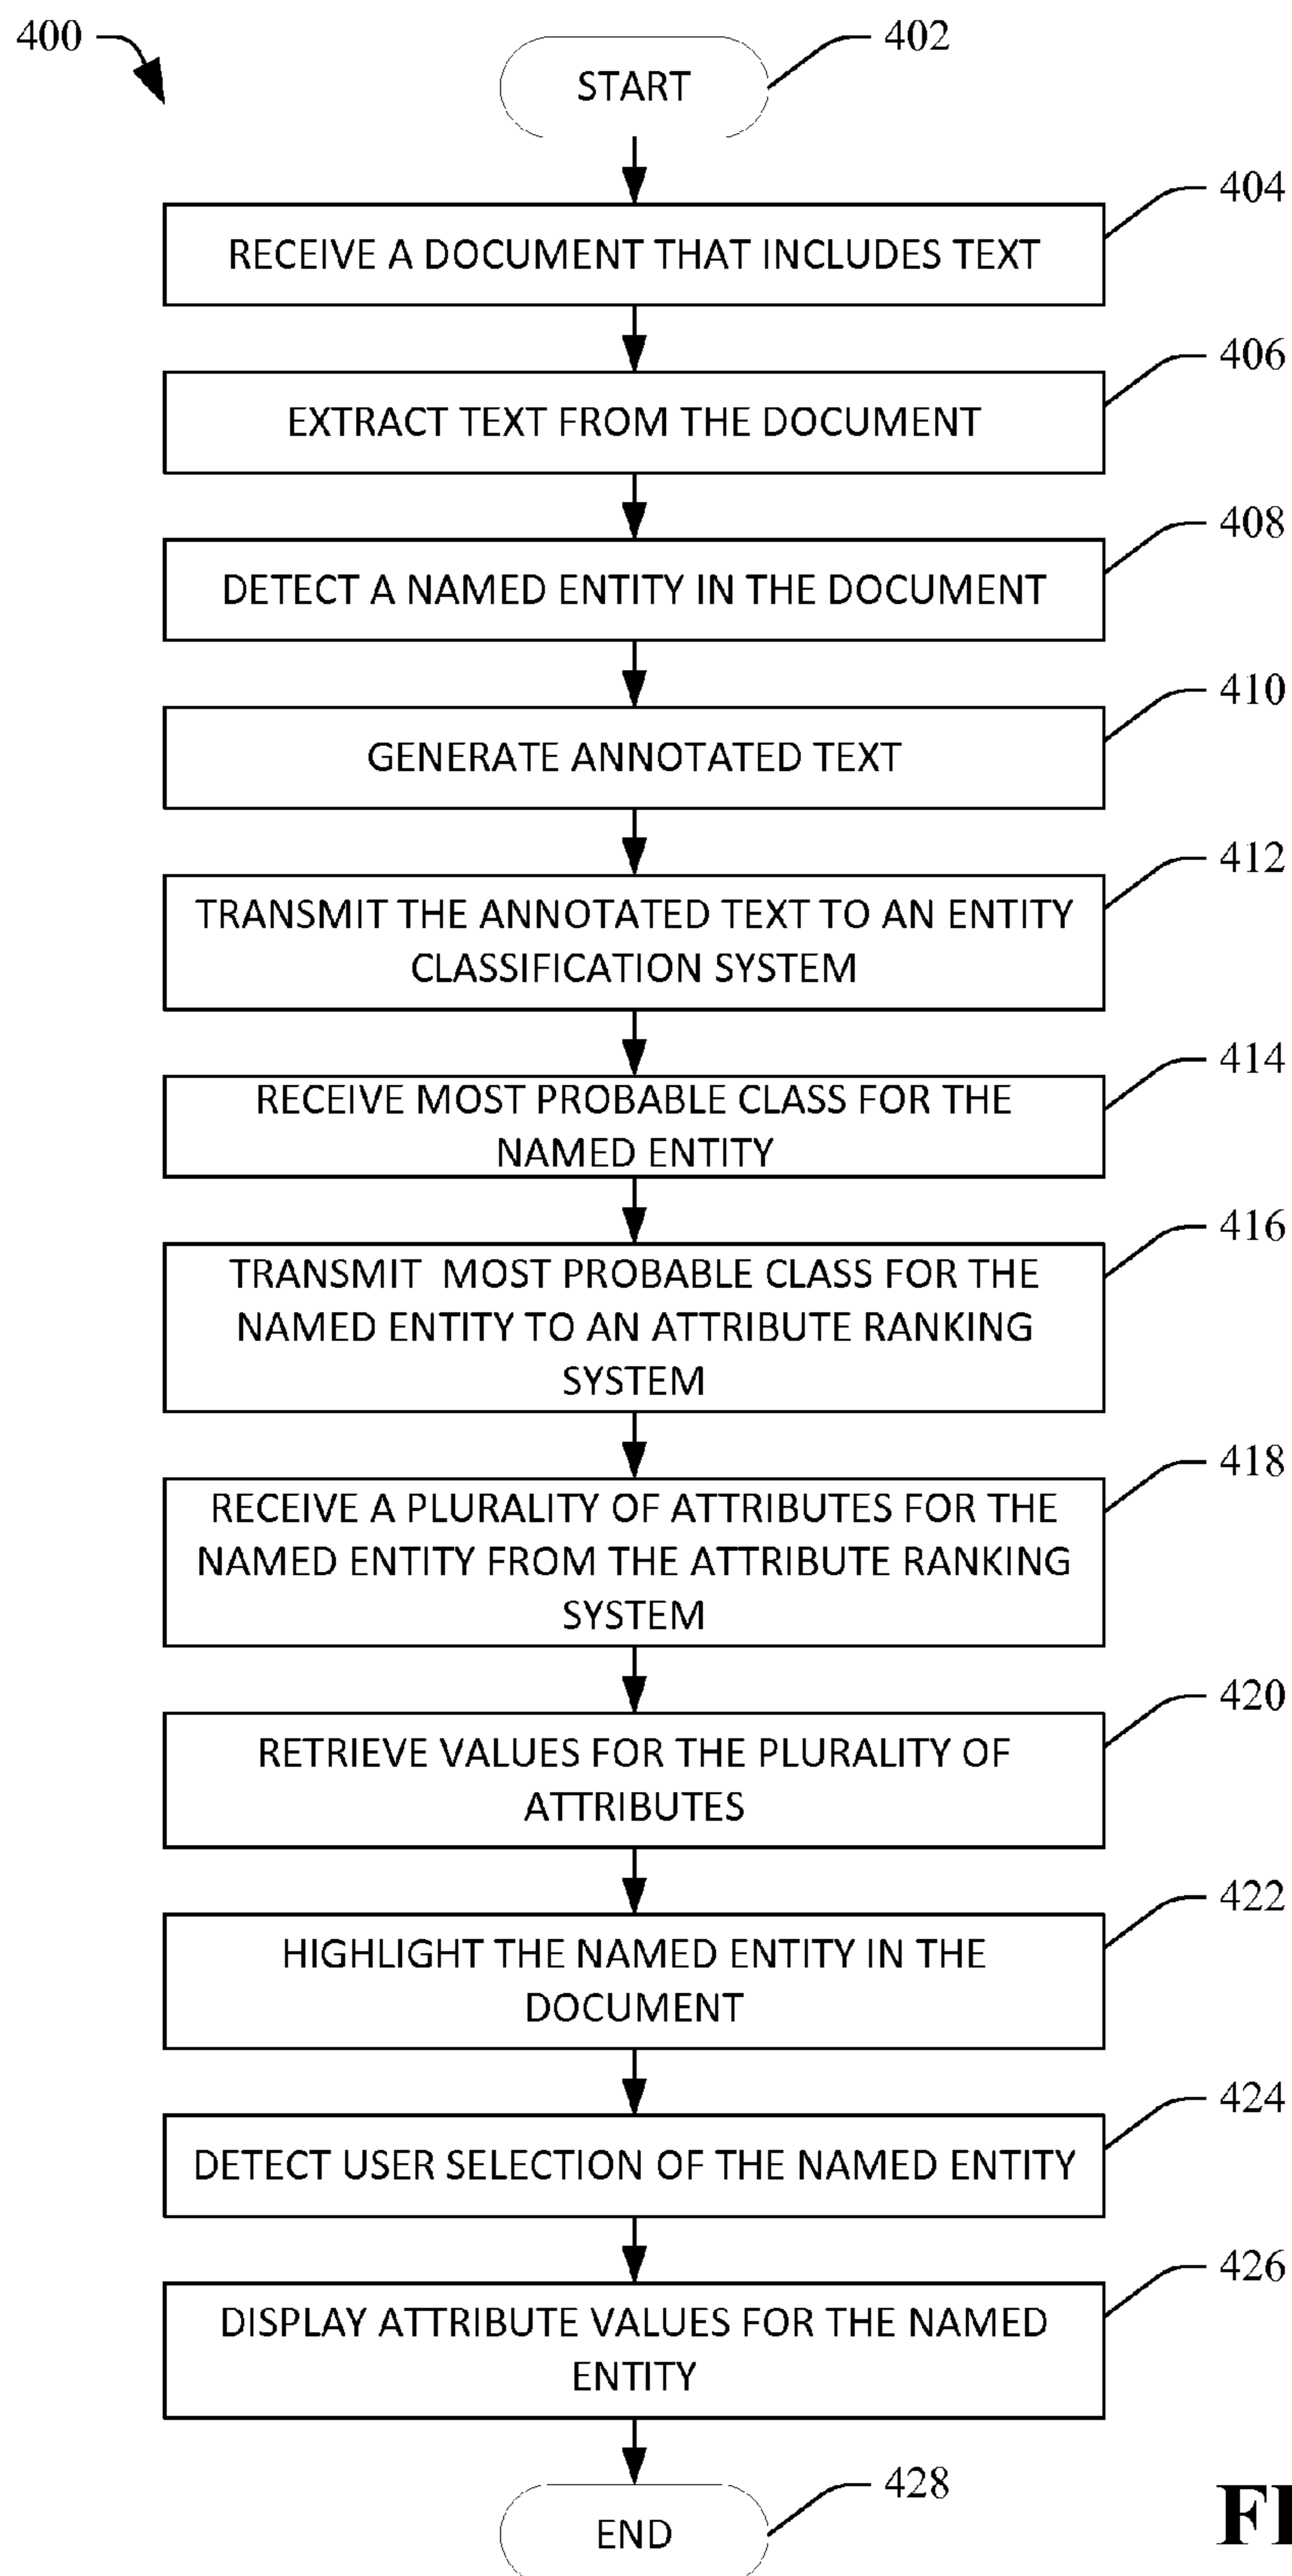 400
402
START
404
RECEIVE A DOCUMENT THAT INCLUDES TEXT
406
EXTRACT TEXT FROM THE DOCUMENT
408
DETECT A NAMED ENTITY IN THE DOCUMENT
410
GENERATE ANNOTATED TEXT
412
TRANSMIT THE ANNOTATED TEXT TO AN ENTITY
CLASSIFICATION SYSTEM
414
RECEIVE MOST PROBABLE CLASS FOR THE
NAMED ENTITY
416
TRANSMIT MOST PROBABLE CLASS FOR THE
NAMED ENTITY TO AN ATTRIBUTE RANKING
SYSTEM
418
RECEIVE A PLURALITY OF ATTRIBUTES FOR THE
NAMED ENTITY FROM THE ATTRIBUTE RANKING
SYSTEM
420
RETRIEVE VALUES FOR THE PLURALITY OF
ATTRIBUTES
422
HIGHLIGHT THE NAMED ENTITY IN THE
DOCUMENT
424
DETECT USER SELECTION OF THE NAMED ENTITY
426
DISPLAY ATTRIBUTE VALUES FOR THE NAMED
ENTITY
428
END